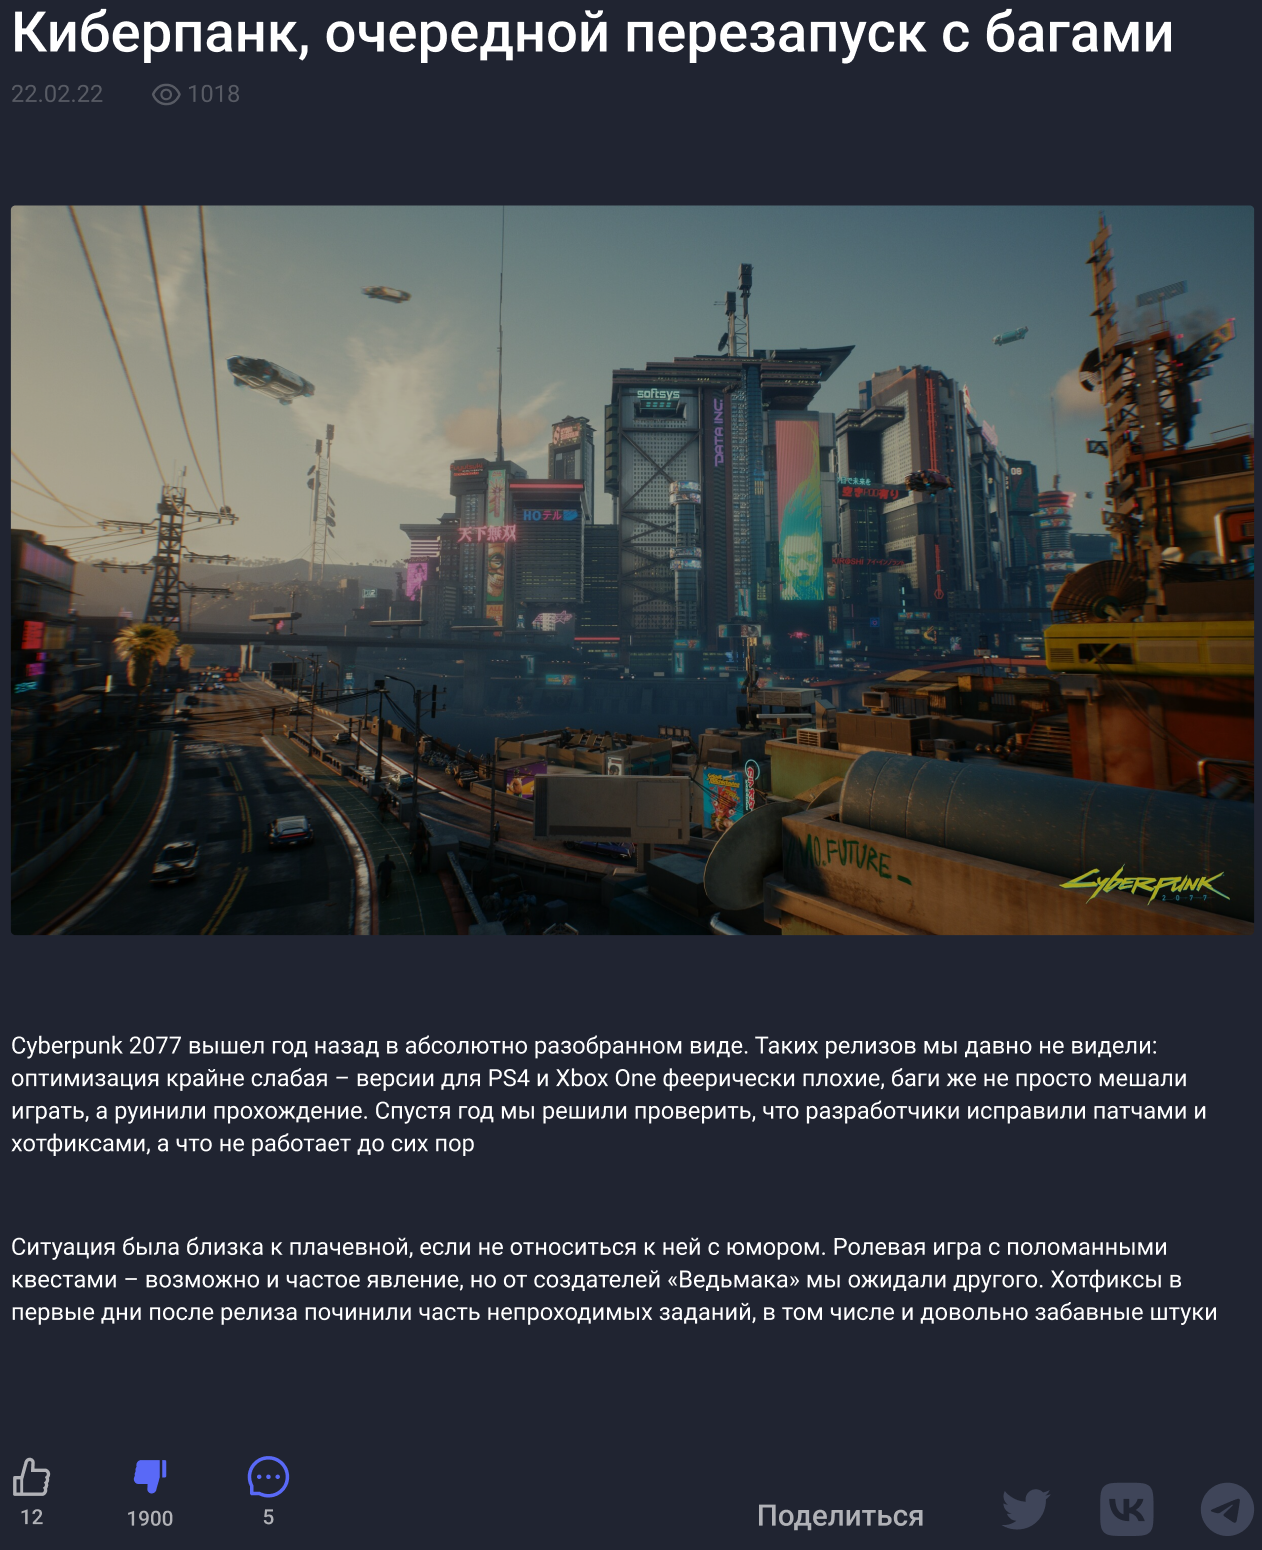 Киберпанк, очередной перезапуск с багами
22.02.22 1018
softsys
DATA INC
天下無双
HOテル
06
NO FUTURE
CYBERPUNK
2077
Cyberpunk 2077 вышел год назад в абсолютно разобранном виде. Таких релизов мы давно не видели:
оптимизация крайне слабая – версии для PS4 и Xbox One феерически плохие, баги же не просто мешали
играть, а руинили прохождение. Спустя год мы решили проверить, что разработчики исправили патчами и
хотфиксами, а что не работает до сих пор
Ситуация была близка к плачевной, если не относиться к ней с юмором. Ролевая игра с поломанными
квестами – возможно и частое явление, но от создателей «Ведьмака» мы ожидали другого. Хотфиксы в
первые дни после релиза починили часть непроходимых заданий, в том числе и довольно забавные штуки
12 1900 5
Поделиться